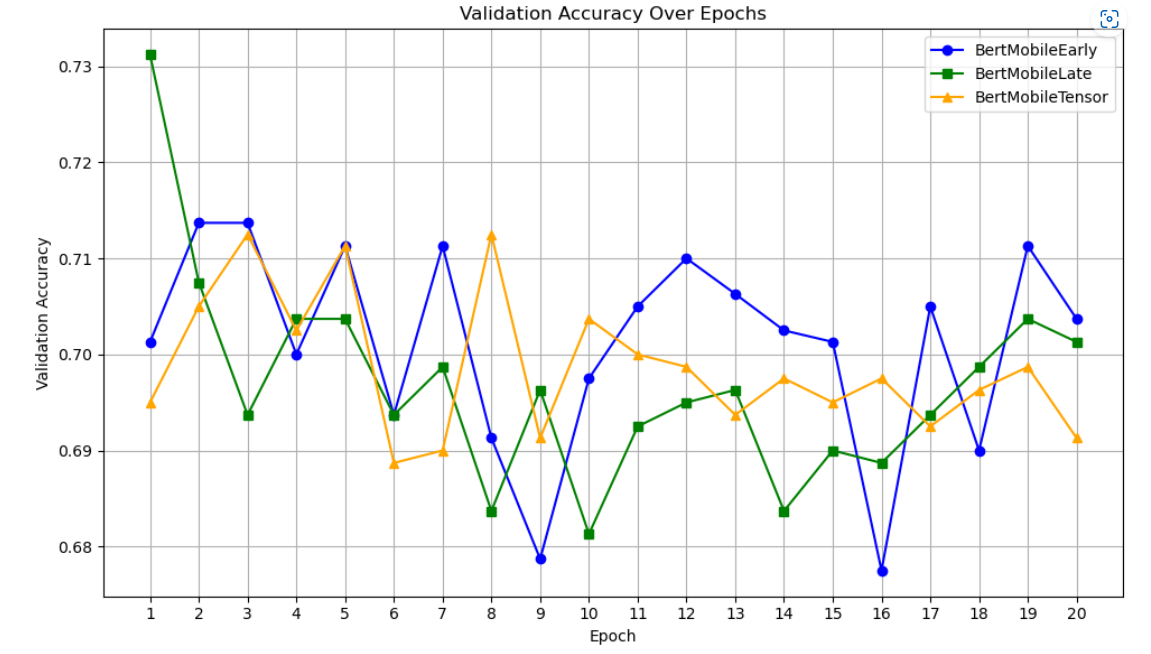 Validation Accuracy Over Epochs
BertMobileEarly
BertMobileLate
BertMobileTensor
Validation Accuracy
0.73
0.72
0.71
0.70
0.69
0.68
1 2 3 4 5 6 7 8 9 10 11 12 13 14 15 16 17 18 19 20
Epoch